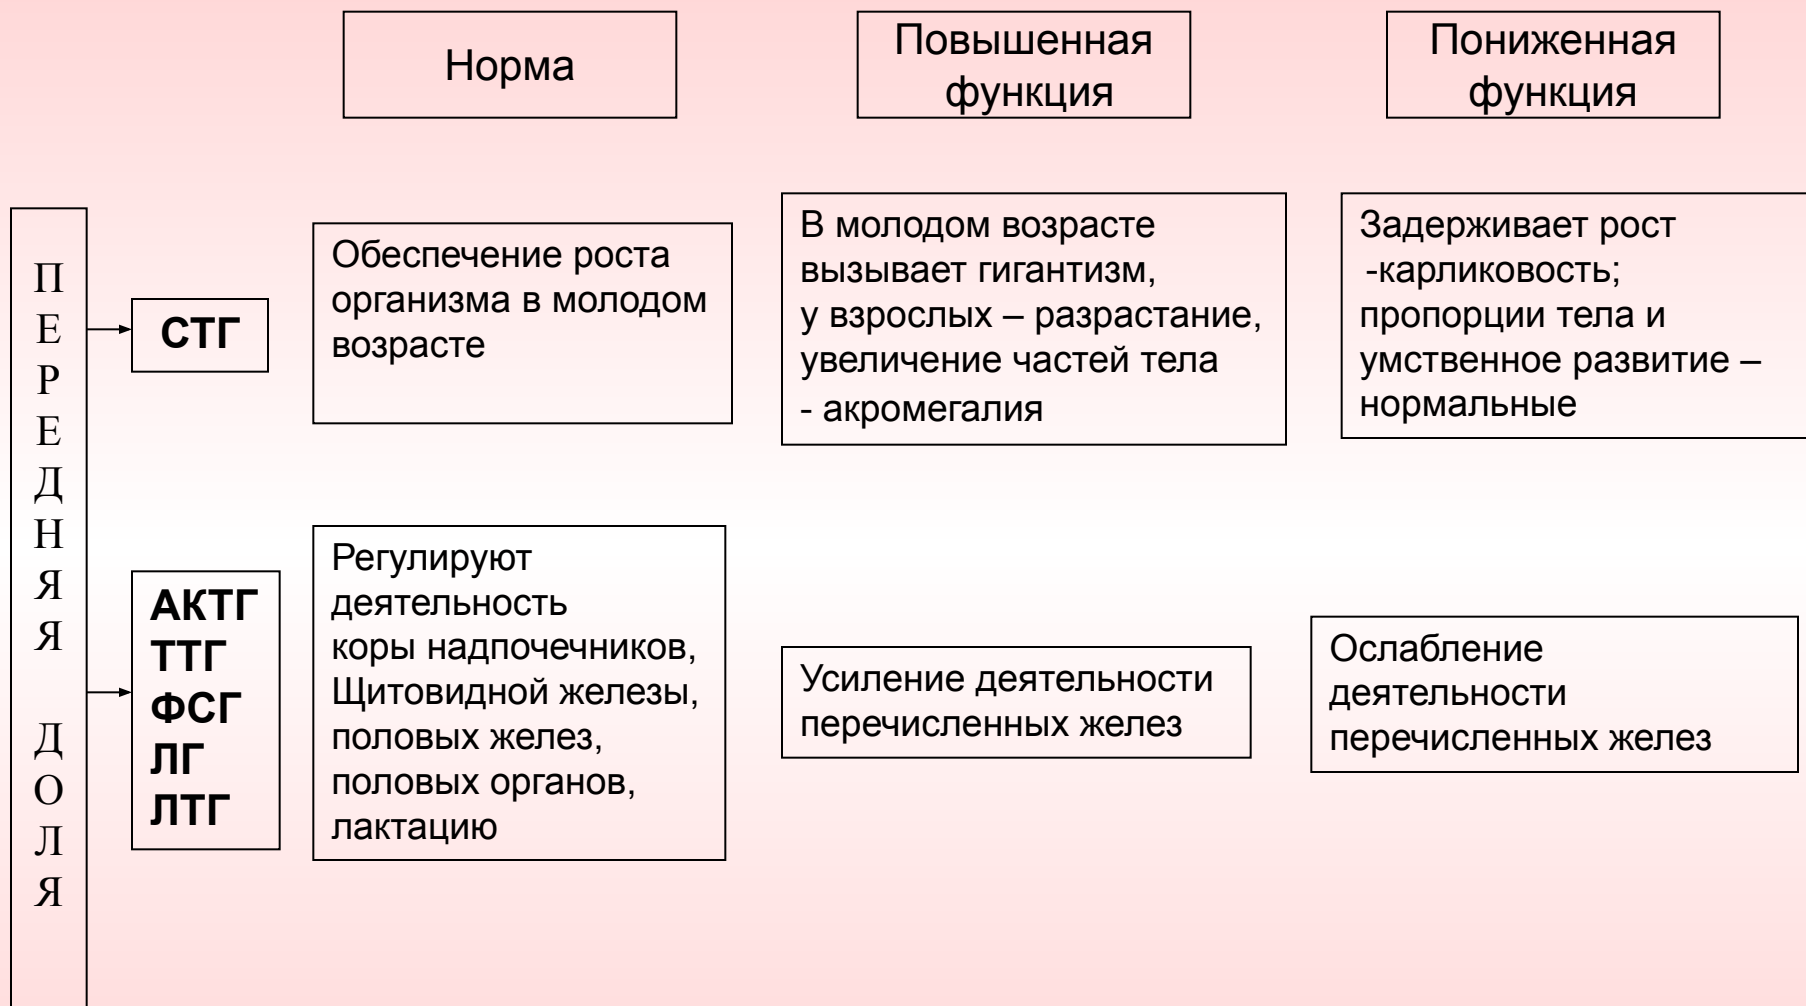 Норма
Повышенная
функция
Пониженная
функция
ПЕРЕДНЯЯ ДОЛЯ
СТГ
Обеспечение роста
организма в молодом
возрасте
В молодом возрасте
вызывает гигантизм,
у взрослых – разрастание,
увеличение частей тела
- акромегалия
Задерживает рост
-карликовость;
пропорции тела и
умственное развитие –
нормальные
АКТГ
ТТГ
ФСГ
ЛГ
ЛТГ
Регулируют
деятельность
коры надпочечников,
Щитовидной железы,
половых желез,
половых органов,
лактацию
Усиление деятельности
перечисленных желез
Ослабление
деятельности
перечисленных желез